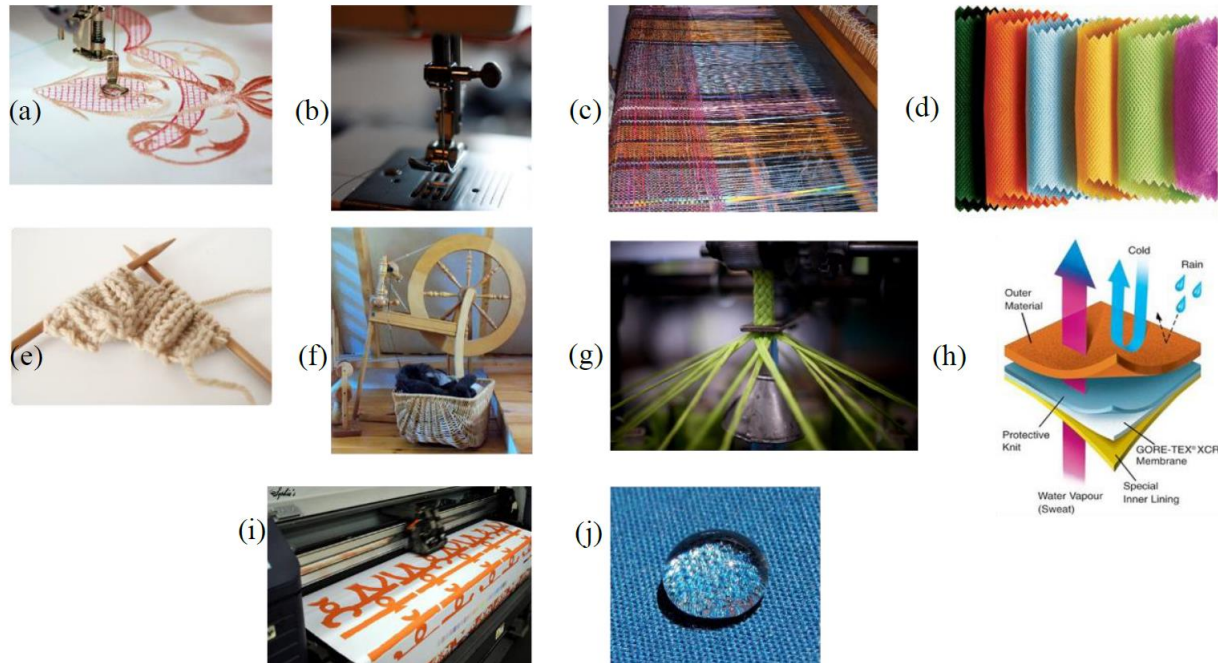 (a)
(b)
(c)
(d)
(e)
(f)
(g)
(h)
Cold
Rain
Outer
Material
Protective
Knit
GORE-TEX® XCR
Membrane
Special
Inner Lining
Water Vapour
(Sweat)
(i)
(j)